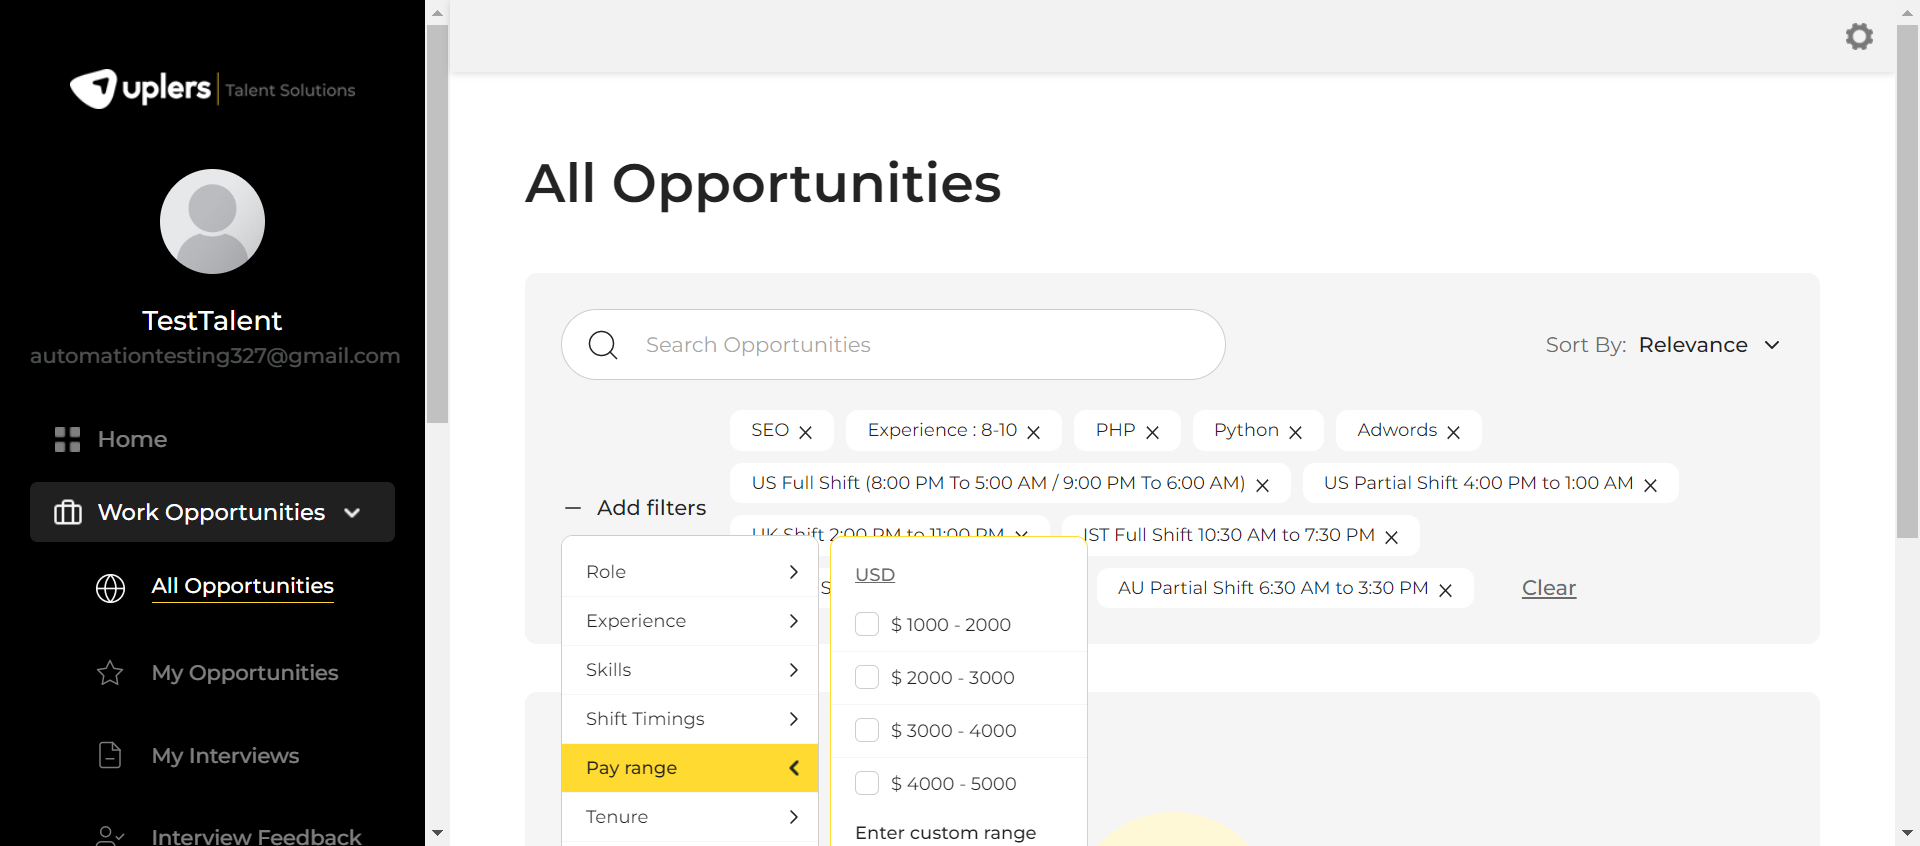 uplers Talent Solutions
TestTalent
automationtesting327@gmail.com
Home
Work Opportunities
All Opportunities
My Opportunities
My Interviews
Interview Feedback
All Opportunities
Search Opportunities
Sort By: Relevance
SEO
Experience : 8-10
PHP
Python
Adwords
US Full Shift (8:00 PM To 5:00 AM / 9:00 PM To 6:00 AM)
US Partial Shift 4:00 PM to 1:00 AM
Add filters
UK Shift 2:00 PM to 11:00 PM
IST Full Shift 10:30 AM to 7:30 PM
AU Partial Shift 6:30 AM to 3:30 PM
Clear
Role
Experience
Skills
Shift Timings
Pay range
Tenure
USD
$ 1000 - 2000
$ 2000 - 3000
$ 3000 - 4000
$ 4000 - 5000
Enter custom range